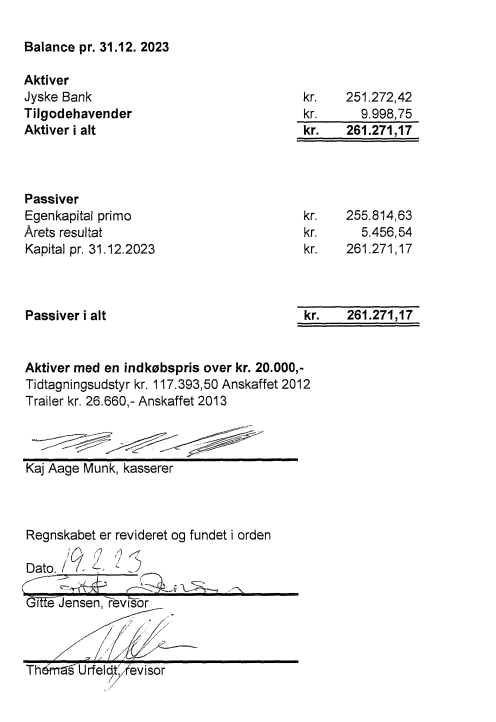 Balance pr. 31.12. 2023
Aktiver
Jyske Bank kr. 251.272,42
Tilgodehavender kr. 9.998,75
Aktiver i alt kr. 261.271,17
Passiver
Egenkapital primo kr. 255.814,63
Årets resultat kr. 5.456,54
Kapital pr. 31.12.2023 kr. 261.271,17
Passiver i alt kr. 261.271,17
Aktiver med en indkøbspris over kr. 20.000,-
Tidtagningsudstyr kr. 117.393,50 Anskaffet 2012
Trailer kr. 26.660,- Anskaffet 2013
Kaj Aage Munk, kasserer
Regnskabet er revideret og fundet i orden
Dato. 19.2.23
Gitte Jensen
Gitte Jensen, revisor
Thomas Urfeldt, revisor